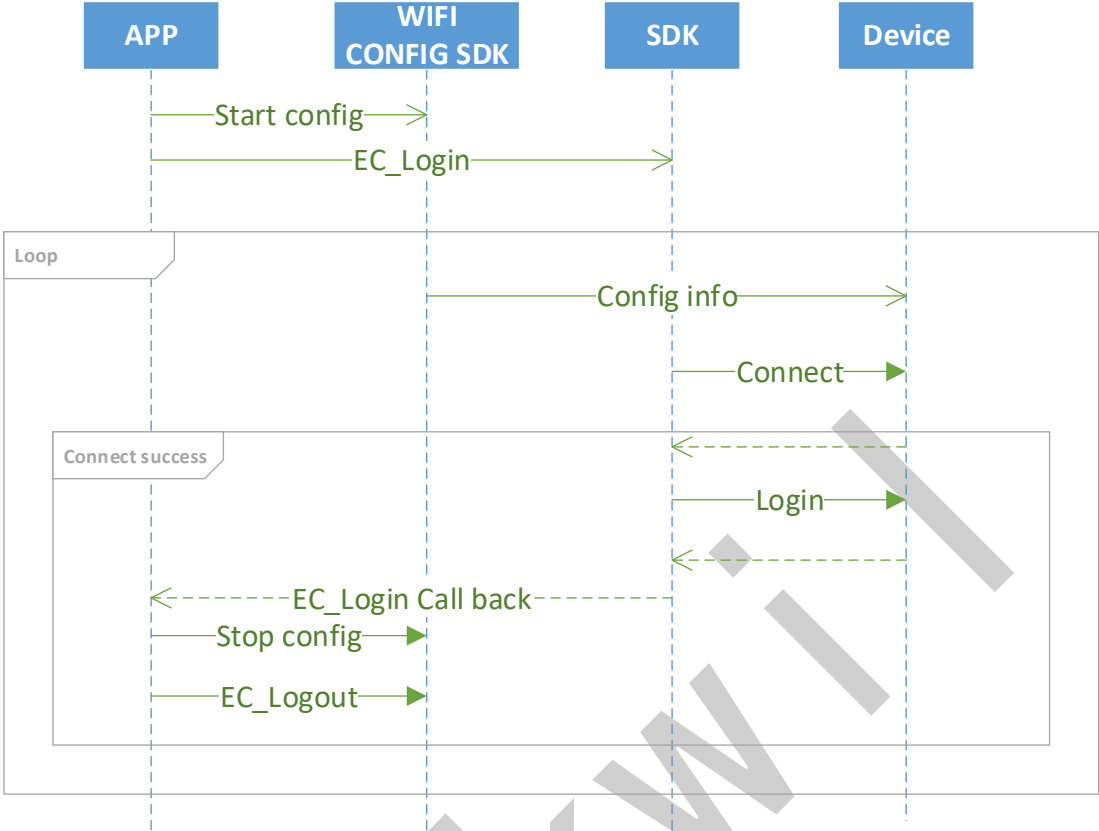 APP
WIFI
CONFIG SDK
SDK
Device
Start config
EC_Login
Loop
Config info
Connect
Connect success
Login
EC_Login Call back
Stop config
EC_Logout